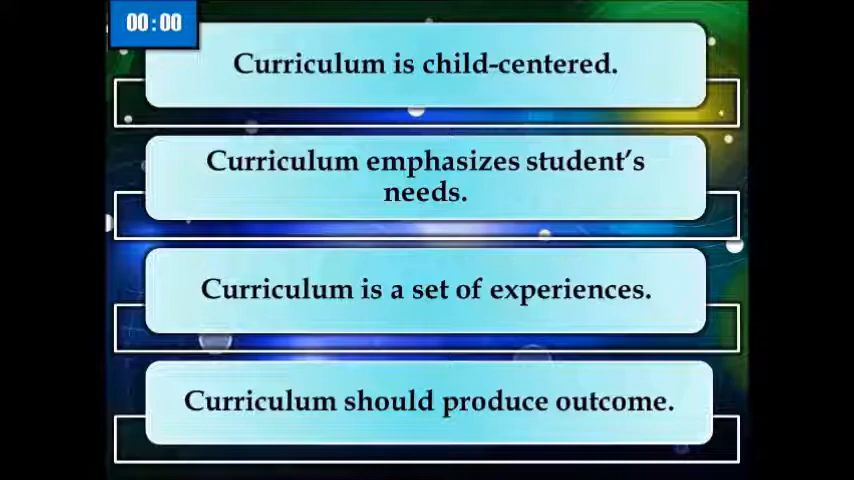 00:00
Curriculum is child-centered.
Curriculum emphasizes student’s
needs.
Curriculum is a set of experiences.
Curriculum should produce outcome.